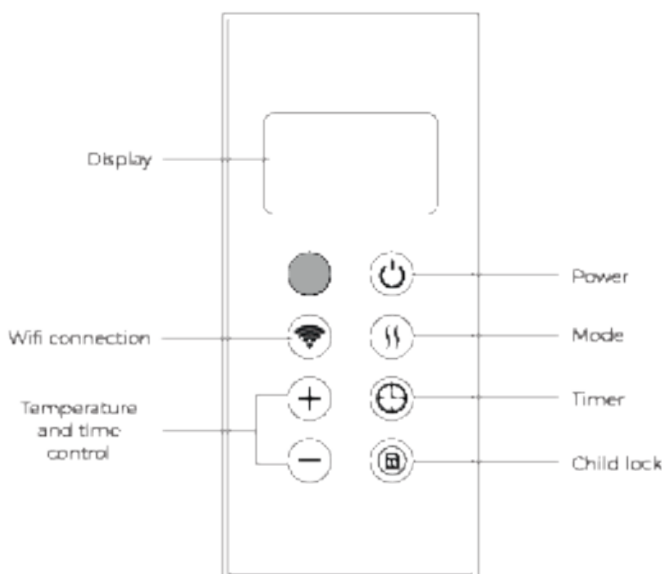 Display
Power
Wifi connection
Mode
Temperature
and time
control
Timer
Child lock